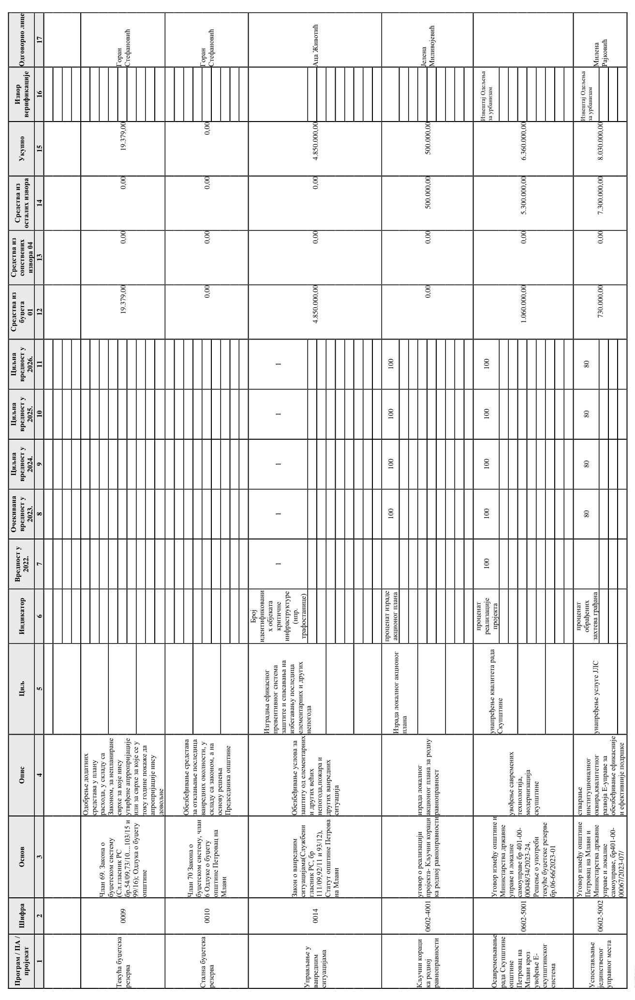 Програм / ПА /
пројекат
Шифра
Основ
Опис
Циљ
Индикатор
Вредност у
2022.
Очекивана
вредност у
2023.
Циљна
вредност у
2024.
Циљна
вредност у
2025.
Циљна
вредност у
2026.
Средства из
буџета
01
Средства из
сопствених
извора 04
Средства из
осталих извора
Укупно
Извор
верификације
Одговорно лице
1
2
3
4
5
6
7
8
9
10
11
12
13
14
15
16
17
Текућа буџетска
резерва
0009
Члан 69. Закона о
буџетском систему
(Сл.гласник РС
бр.54/09,73/10....103/15 и
99/16); Одлука о буџету
општине
Одобрење додатних
средстава у плану
расхода, у складу са
Законом, за непланиране
сврхе за које нису
утврђене апрропријације
или за сврхе за које се у
току године покаже да
апропријације нису
довољне
19.379,00
0,00
0,00
19.379,00
Горан
Стефановић
Стална буџетска
резерва
0010
Члан 70 Закона о
буџетском систему, члан
6 Одлуке о буџету
општине Петровац на
Млави
Обезбеђивање средстава
за отклањање последица
ванредних околности, у
складу са законом, а на
основу решења
Председника општине
0,00
0,00
0,00
0,00
Горан
Стефановић
Управљање у
ванредним
ситуацијама
0014
Закон о ванредним
ситуацијама(Службени
гласник РС, бр
111/09,92/11 и 93/12),
Статут општине Петрова
на Млави
Обезбеђивање услова за
заштиту од елементарних
и других већих
непогода,пожара и
других ванредних
ситуација
Изградња ефикасног
превентивног система
заштите и спасавања на
избегавању последица
елементарних и других
непогода
Број
идентификовани
х објеката
критичне
инфраструктуре
(нпр.
трафостанице)
1
1
1
1
1
4.850.000,00
0,00
0,00
4.850.000,00
Аца Животић
Кључни кораци
ка родној
равноправности
0602-4001
уговор о реализији
пројекта- Кључни кораци
ка родној равноправности
израда локалног
акционог плана за родну
равноправност
Израда локалног акционог
плана
проценат израде
акционог плана
100
100
100
100
0,00
0,00
500.000,00
500.000,00
Јелена
Миливојевић
Осавремењавање
рада Скупштине
општине
Петровац на
Млави кроз
увођење Е-
скупштинског
система
0602-5001
Уговор између општине и
Министарства државне
управе и локалне
самоуправе бр 401-00-
00048/34/2023-24,
Решење о употреби
текуће буџетске резерве
бр.06-66/2023-01
увођење савремених
технологија,
модернизација
скупштине
унапређење квалитета рада
Скупштине
проценат
реализације
пројекта
100
100
100
100
100
1.060.000,00
0,00
5.300.000,00
6.360.000,00
Извештај Одељења
за урбанизам
Успостављање
јединственог
управног места
0602-5002
Уговор између општине
Петровац на Млави и
Министарства државне
управе и локалне
самоуправе, бр401-00-
00067/2023-07/
стварање
институционалног
оквира,квалитетног
развоја Е-управе за
обезбеђивање ефикасније
и ефективније подршке
унапређење услуге ЈЛС
проценат
обрађених
захтева грађана
80
80
80
80
730.000,00
0,00
7.300.000,00
8.030.000,00
Извештај Одељења
за урбанизам
Милена
Рајковић